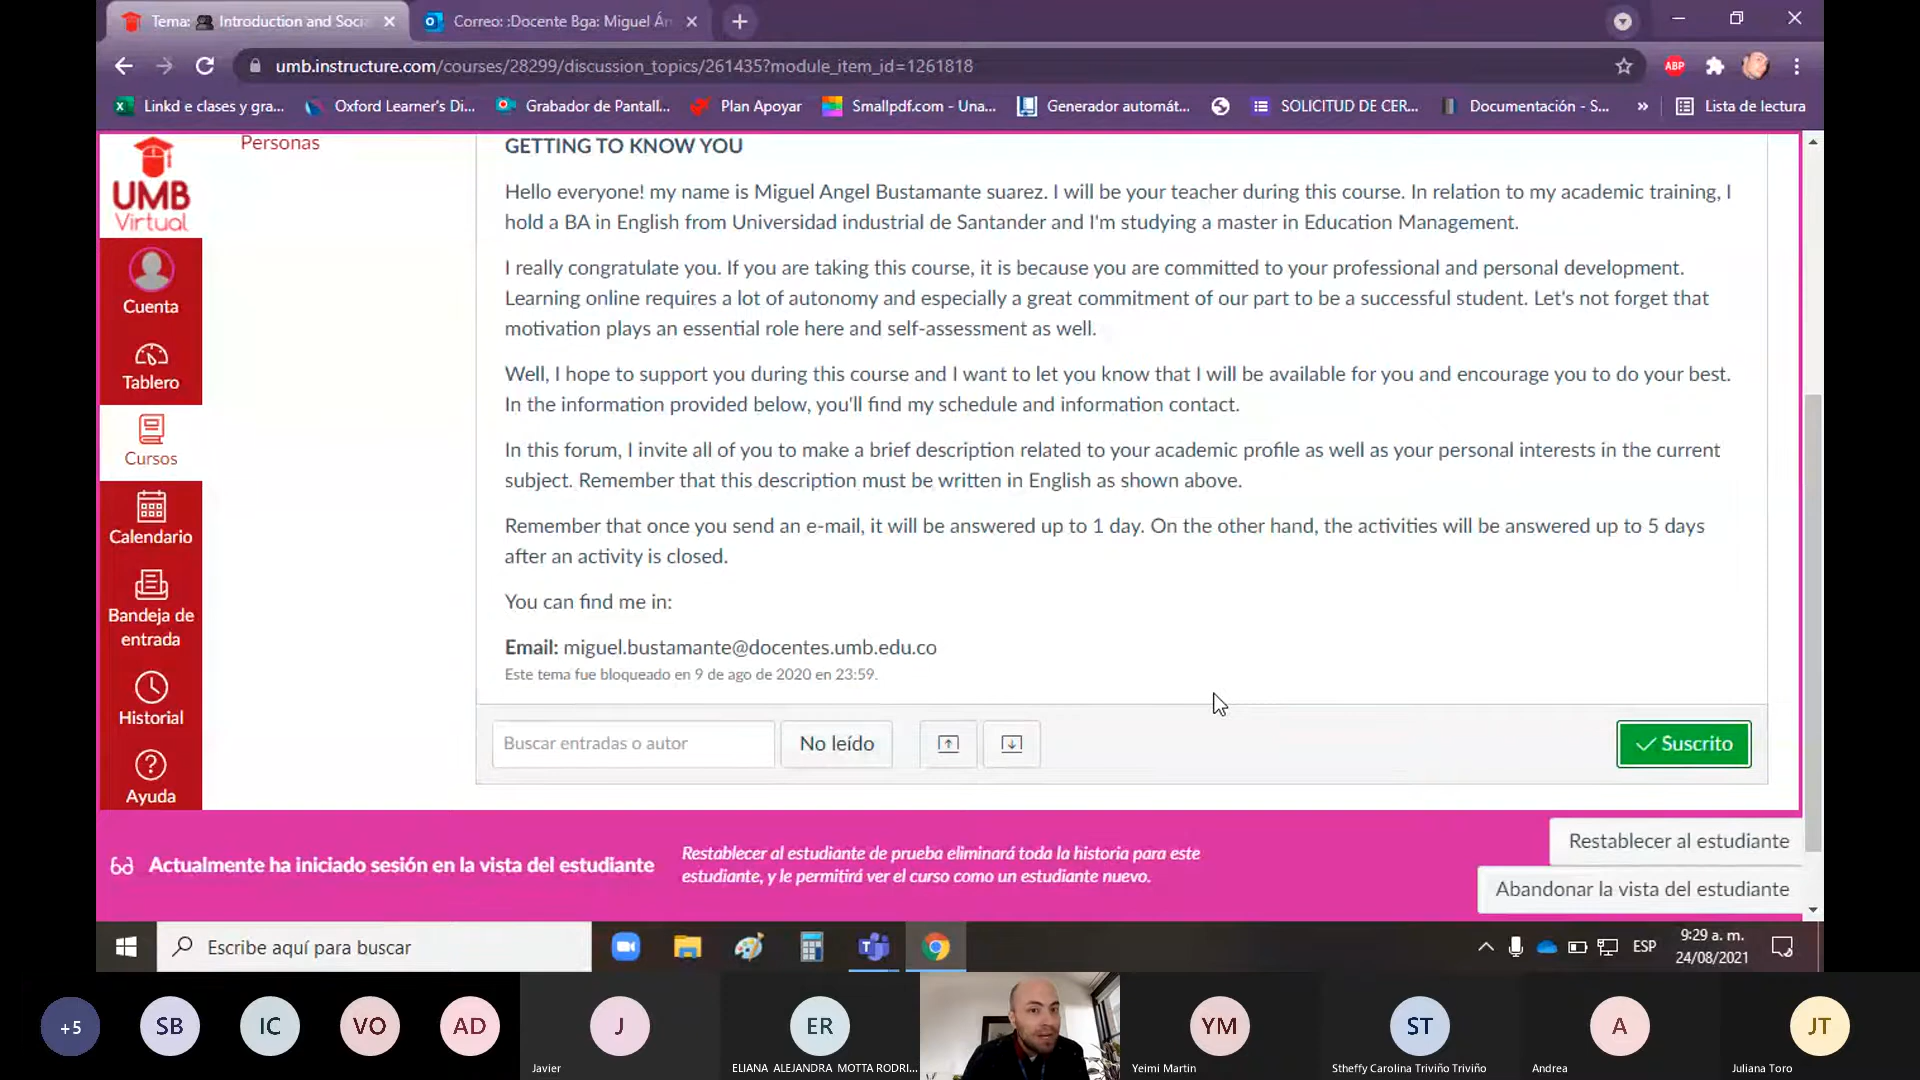 Tema: Introduction and Socia
Correo: :Docente Bga: Miguel Án
umb.instructure.com/courses/28299/discussion_topics/261435?module_item_id=1261818
ABP
Linkd e clases y gra...
Oxford Learner's Di...
Grabador de Pantall...
Plan Apoyar
Smallpdf.com - Una...
Generador automát...
SOLICITUD DE CER...
Documentación - S...
»
Lista de lectura
UMB
Virtual
Cuenta
Tablero
Cursos
Calendario
Bandeja de
entrada
Historial
Ayuda
Personas
GETTING TO KNOW YOU
Hello everyone! my name is Miguel Angel Bustamante suarez. I will be your teacher during this course. In relation to my academic training, I
hold a BA in English from Universidad industrial de Santander and I'm studying a master in Education Management.
I really congratulate you. If you are taking this course, it is because you are committed to your professional and personal development.
Learning online requires a lot of autonomy and especially a great commitment of our part to be a successful student. Let's not forget that
motivation plays an essential role here and self-assessment as well.
Well, I hope to support you during this course and I want to let you know that I will be available for you and encourage you to do your best.
In the information provided below, you'll find my schedule and information contact.
In this forum, I invite all of you to make a brief description related to your academic profile as well as your personal interests in the current
subject. Remember that this description must be written in English as shown above.
Remember that once you send an e-mail, it will be answered up to 1 day. On the other hand, the activities will be answered up to 5 days
after an activity is closed.
You can find me in:
Email: miguel.bustamante@docentes.umb.edu.co
Este tema fue bloqueado en 9 de ago de 2020 en 23:59.
Buscar entradas o autor
No leído
Suscrito
Actualmente ha iniciado sesión en la vista del estudiante
Restablecer al estudiante de prueba eliminará toda la historia para este
estudiante, y le permitirá ver el curso como un estudiante nuevo.
Restablecer al estudiante
Abandonar la vista del estudiante
Escribe aquí para buscar
ESP
9:29 a. m.
24/08/2021
+5
SB
IC
VO
AD
J
Javier
ER
ELIANA ALEJANDRA MOTTA RODRI...
YM
Yeimi Martin
ST
Stheffy Carolina Triviño Triviño
A
Andrea
JT
Juliana Toro